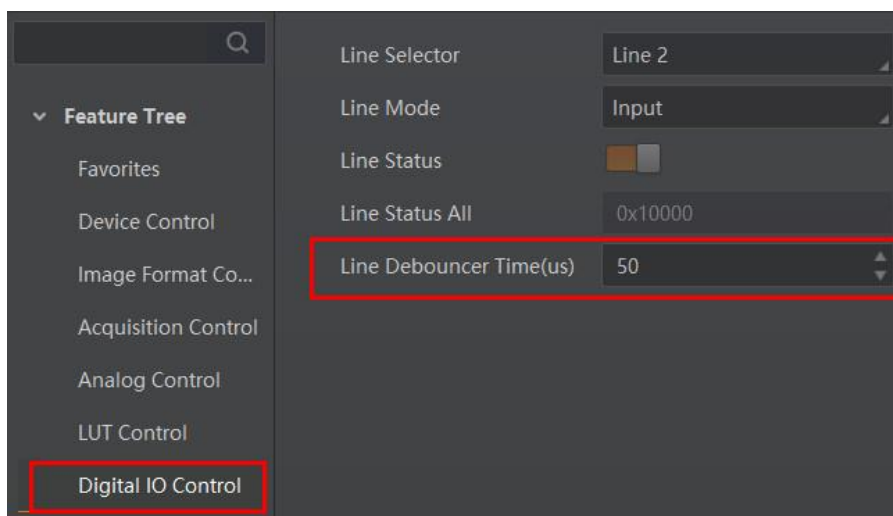 Feature Tree
Favorites
Device Control
Image Format Co...
Acquisition Control
Analog Control
LUT Control
Digital IO Control
Line Selector Line 2
Line Mode Input
Line Status
Line Status All 0x10000
Line Debouncer Time(us) 50